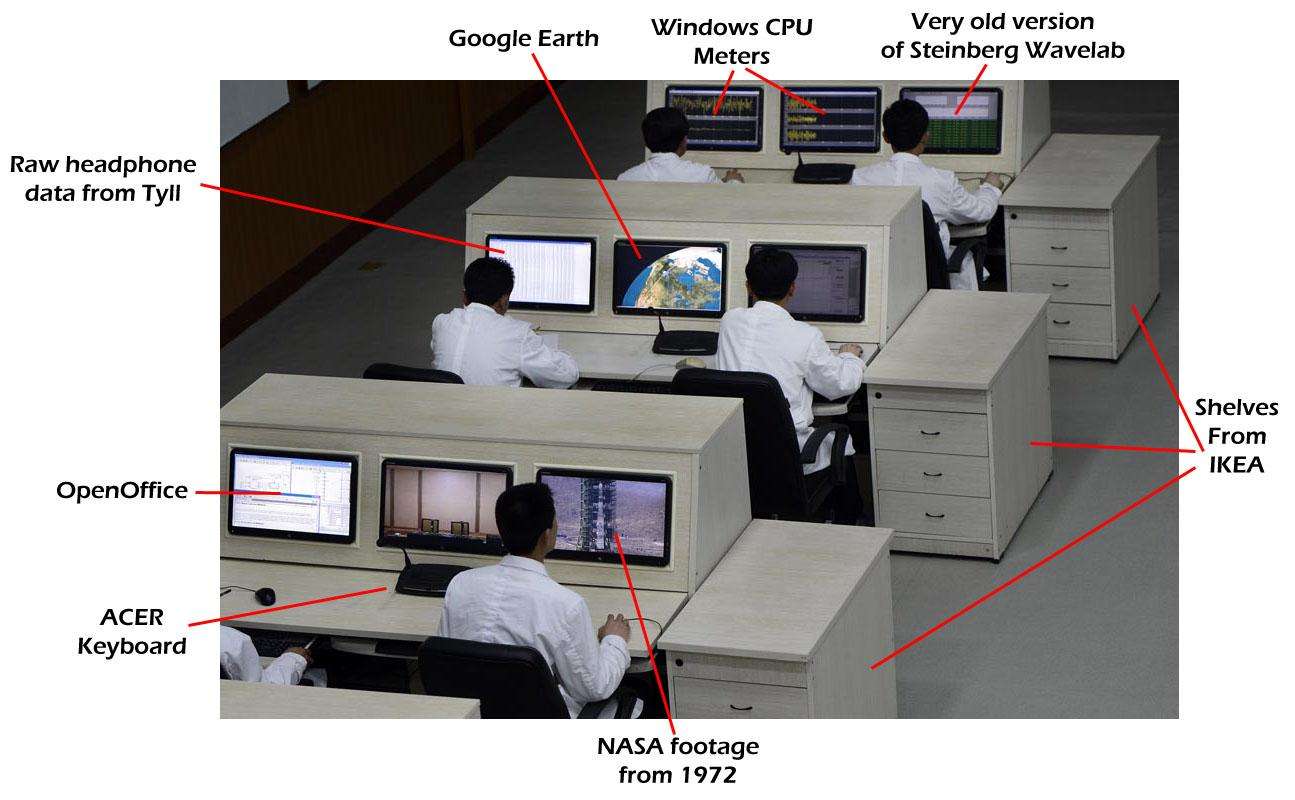 Google Earth
Windows CPU
Meters
Very old version
of Steinberg Wavelab
Raw headphone
data from Tyll
Shelves
From
IKEA
OpenOffice
ACER
Keyboard
NASA footage
from 1972